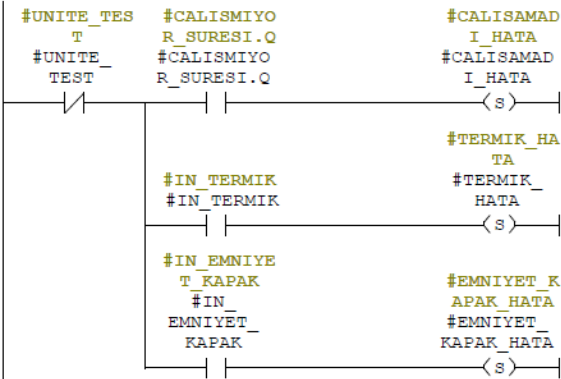 #UNITE_TES
T
#UNITE_
TEST
#CALISMIYO
R_SURESI.Q
#CALISMIYO
R_SURESI.Q
#CALISAMAD
I_HATA
#CALISAMAD
I_HATA
(S)
#IN_TERMIK
#IN_TERMIK
#TERMIK_HA
TA
#TERMIK_
HATA
(S)
#IN_EMNIYE
T_KAPAK
#IN_
EMNIYET_
KAPAK
#EMNIYET_K
APAK_HATA
#EMNIYET_
KAPAK_HATA
(S)